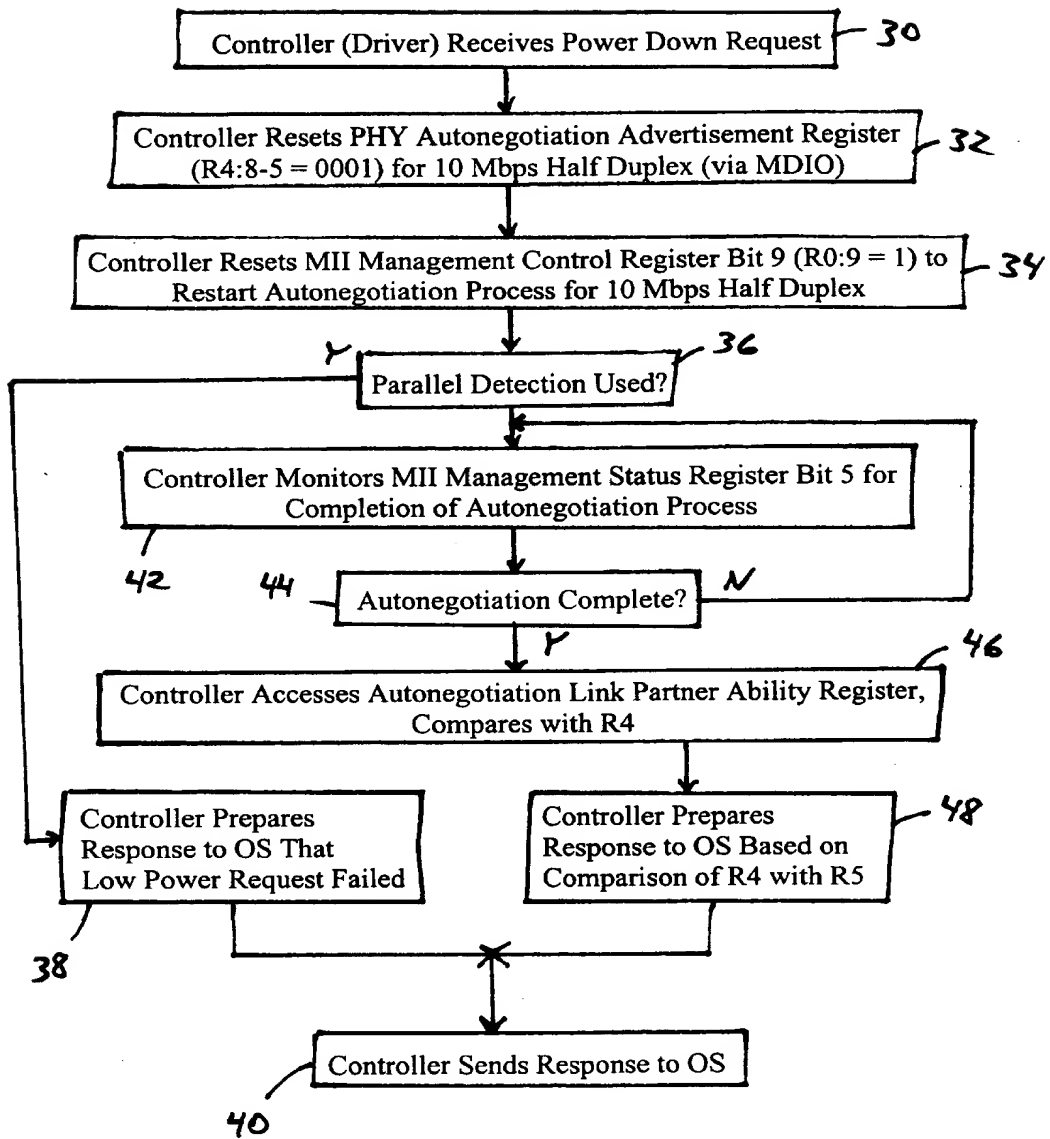 Controller (Driver) Receives Power Down Request
30
Controller Resets PHY Autonegotiation Advertisement Register
(R4:8-5 = 0001) for 10 Mbps Half Duplex (via MDIO)
32
Controller Resets MII Management Control Register Bit 9 (R0:9 = 1) to
Restart Autonegotiation Process for 10 Mbps Half Duplex
34
Y
36
Parallel Detection Used?
Controller Monitors MII Management Status Register Bit 5 for
Completion of Autonegotiation Process
42
44
Autonegotiation Complete?
N
Y
46
Controller Accesses Autonegotiation Link Partner Ability Register,
Compares with R4
Controller Prepares
Response to OS That
Low Power Request Failed
38
Controller Prepares
Response to OS Based on
Comparison of R4 with R5
48
Controller Sends Response to OS
40